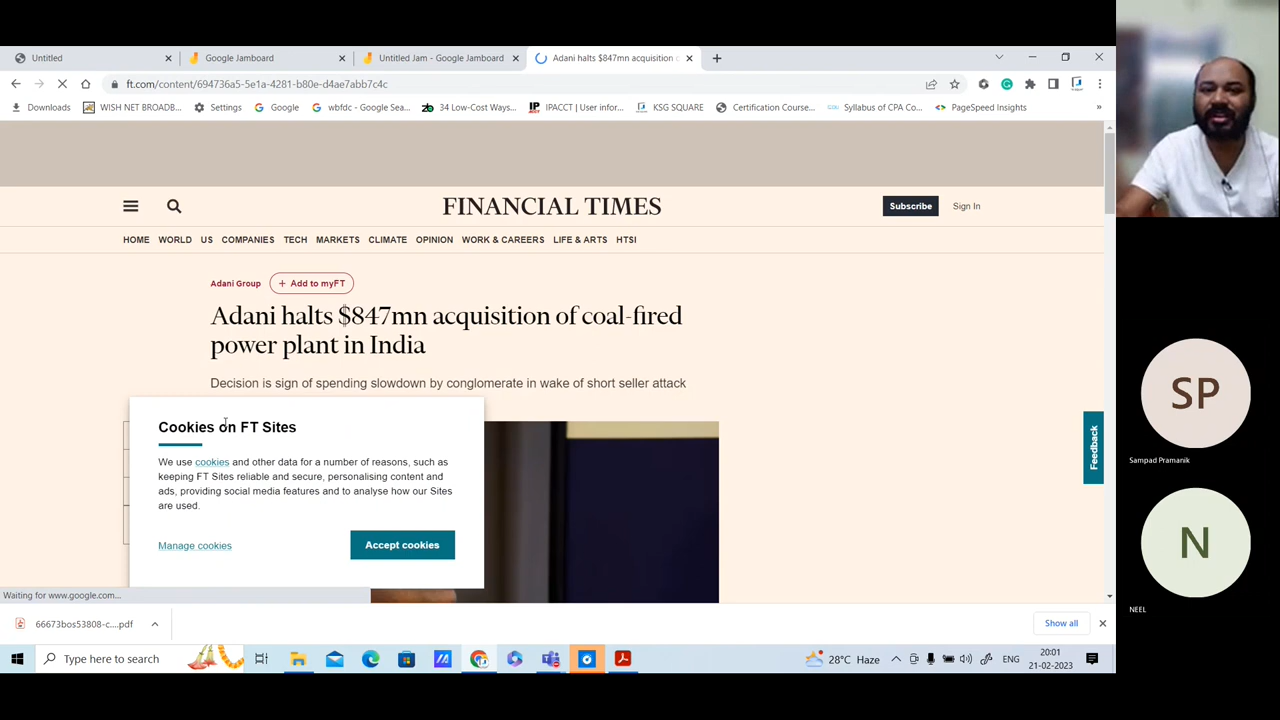 Untitled
Google Jamboard
Untitled Jam - Google Jamboard
Adani halts $847mn acquisition c
ft.com/content/694736a5-5e1a-4281-b80e-d4ae7abb7c4c
Downloads
WISH NET BROADB...
Settings
Google
wbfdc - Google Sea...
34 Low-Cost Ways...
IPACCT | User infor...
KSG SQUARE
Certification Course...
Syllabus of CPA Co...
PageSpeed Insights
»
FINANCIAL TIMES
Subscribe
Sign In
HOME WORLD US COMPANIES TECH MARKETS CLIMATE OPINION WORK & CAREERS LIFE & ARTS HTSI
Adani Group
+ Add to myFT
Adani halts $847mn acquisition of coal-fired
power plant in India
Decision is sign of spending slowdown by conglomerate in wake of short seller attack
Cookies on FT Sites
We use cookies and other data for a number of reasons, such as
keeping FT Sites reliable and secure, personalising content and
ads, providing social media features and to analyse how our Sites
are used.
Manage cookies
Accept cookies
Feedback
Waiting for www.google.com...
66673bos53808-c....pdf
Show all
Type here to search
28°C Haze
ENG
20:01
21-02-2023
SP
Sampad Pramanik
N
NEEL